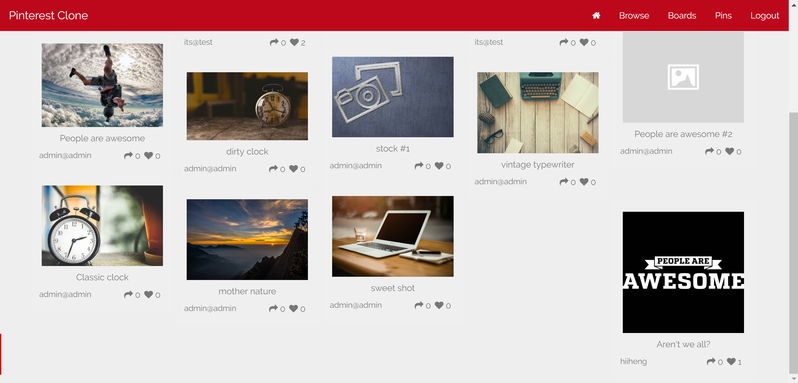 Pinterest Clone
Browse Boards Pins Logout
People are awesome
admin@admin 0 0
Classic clock
admin@admin 0 0
its@test 0 2
dirty clock
admin@admin 0 0
mother nature
admin@admin 0 0
stock #1
admin@admin 0 0
sweet shot
admin@admin 0 0
its@test 0 0
vintage typewriter
admin@admin 0 0
People are awesome #2
admin@admin 0 0
PEOPLE ARE
AWESOME
Aren't we all?
hiiheng 0 1